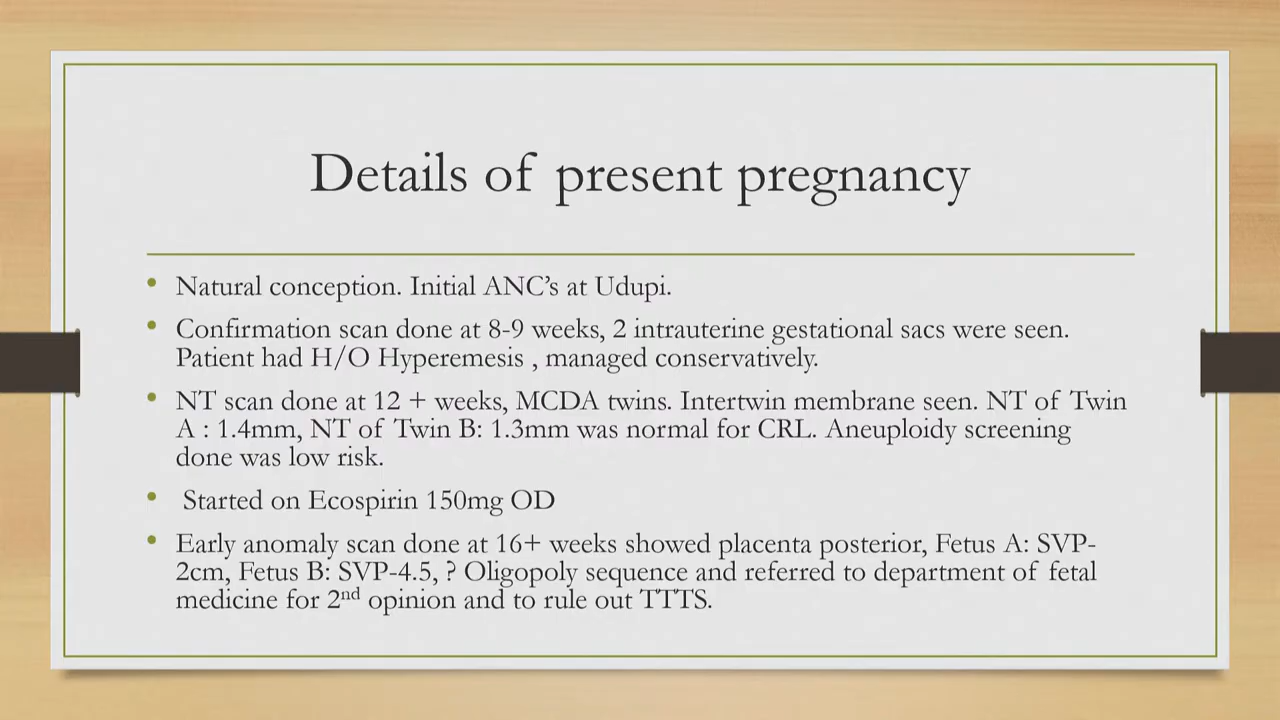 Details of present pregnancy
• Natural conception. Initial ANC’s at Udupi.
• Confirmation scan done at 8-9 weeks, 2 intrauterine gestational sacs were seen.
Patient had H/O Hyperemesis , managed conservatively.
• NT scan done at 12 + weeks, MCDA twins. Intertwin membrane seen. NT of Twin
A : 1.4mm, NT of Twin B: 1.3mm was normal for CRL. Aneuploidy screening
done was low risk.
• Started on Ecospirin 150mg OD
• Early anomaly scan done at 16+ weeks showed placenta posterior, Fetus A: SVP-
2cm, Fetus B: SVP-4.5, ? Oligopoly sequence and referred to department of fetal
medicine for 2nd opinion and to rule out TTTS.